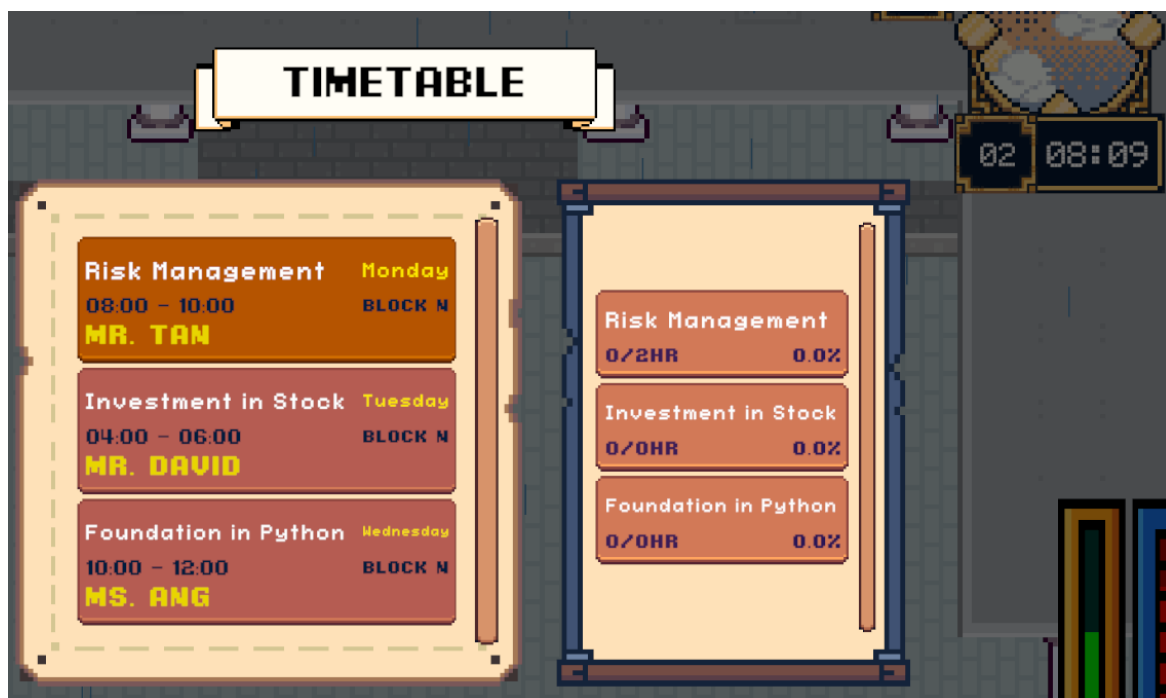 TIMETABLE
02 08:09
Risk Management Monday
08:00 - 10:00 BLOCK N
MR. TAN
Investment in Stock Tuesday
04:00 - 06:00 BLOCK N
MR. DAVID
Foundation in Python Wednesday
10:00 - 12:00 BLOCK N
MS. ANG
Risk Management
0/2HR 0.0%
Investment in Stock
0/0HR 0.0%
Foundation in Python
0/0HR 0.0%